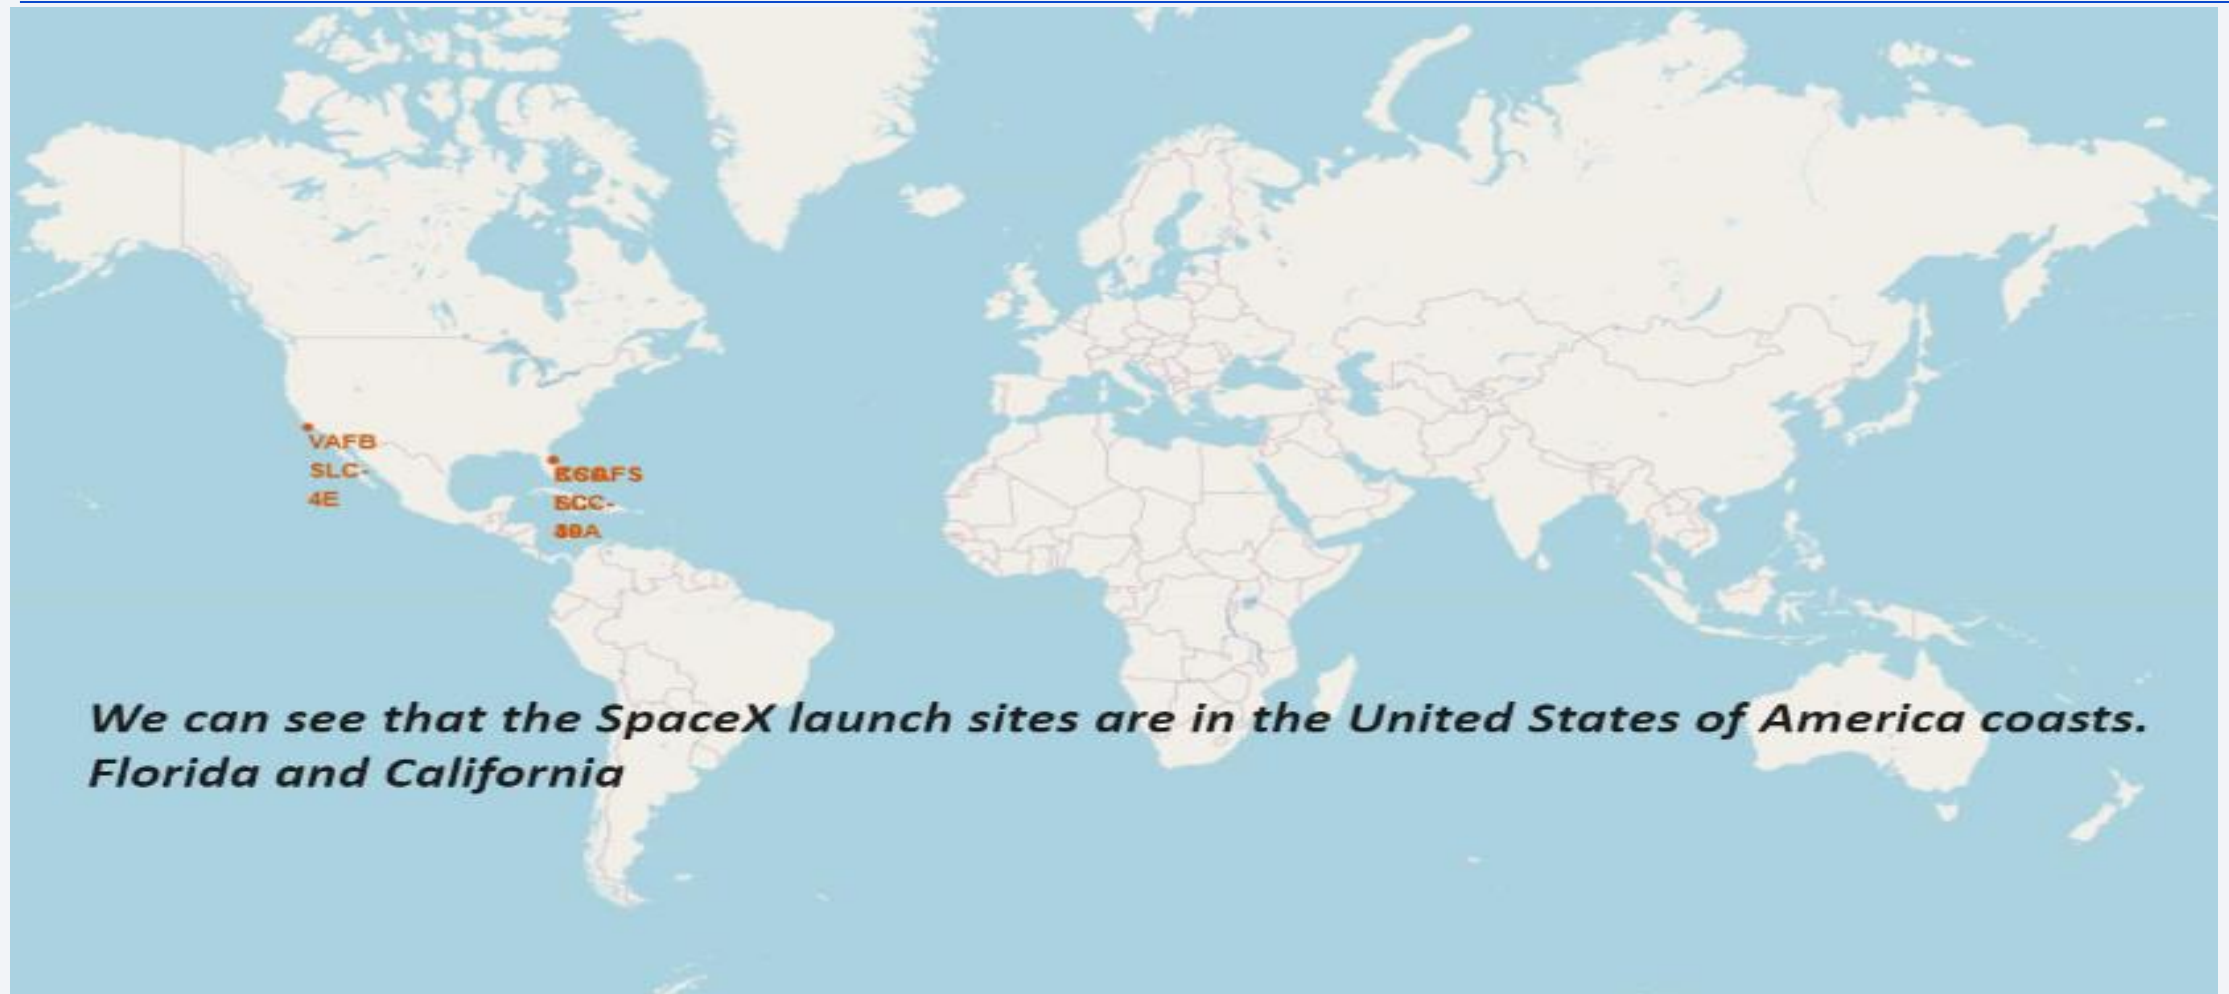 VAFB
SLC-
4E
We can see that the SpaceX launch sites are in the United States of America coasts.
Florida and California